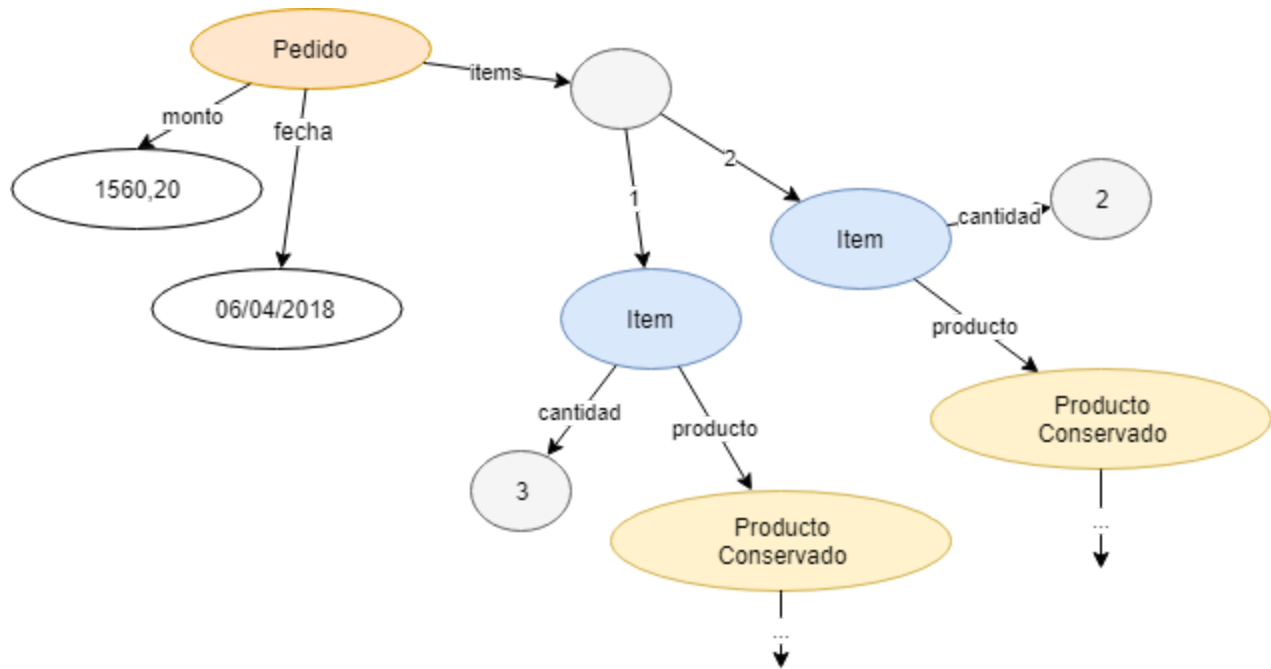 Pedido
items
monto
fecha
1560,20
1
2
2
cantidad
Item
06/04/2018
Item
producto
cantidad
producto
Producto
Conservado
3
Producto
Conservado
...
...